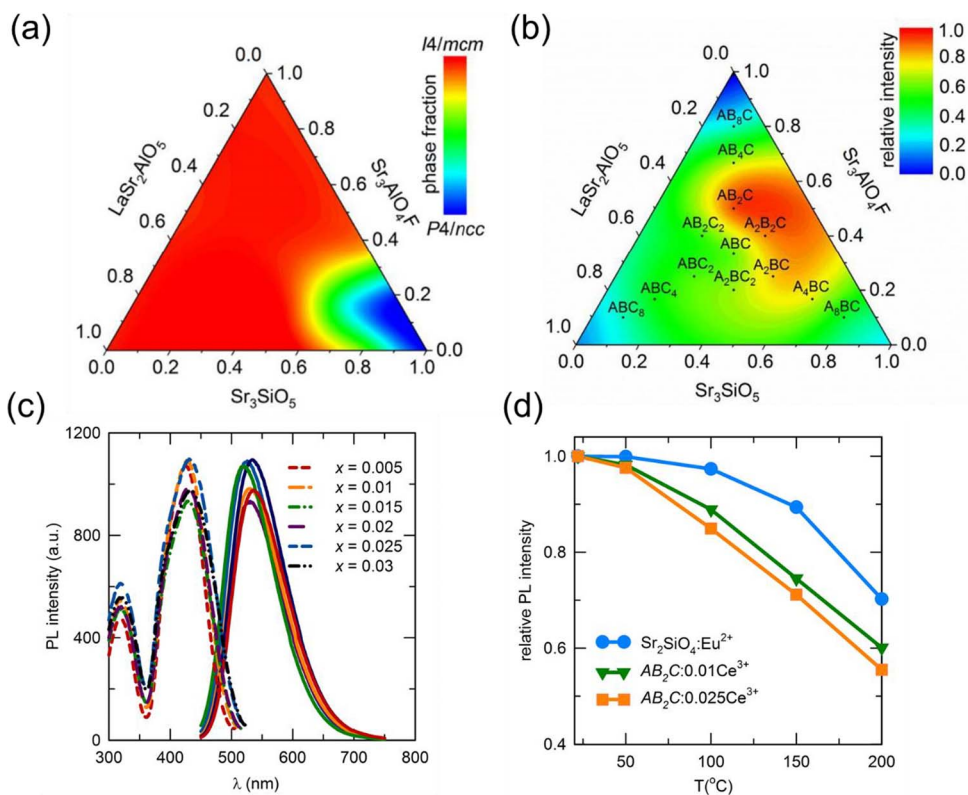 (a)
I4/mcm
phase fraction
P4/ncc
0.0
0.2
0.4
0.6
0.8
1.0
LaSr₂AlO₅
1.0
0.8
0.6
0.4
0.2
0.0
Sr₃AlO₄F
0.0 0.2 0.4 0.6 0.8 1.0
Sr₃SiO₅
(b)
relative intensity
1.0
0.8
0.6
0.4
0.2
0.0
0.0
0.2
0.4
0.6
0.8
1.0
LaSr₂AlO₅
1.0
0.8
0.6
0.4
0.2
0.0
Sr₃AlO₄F
AB₈C
AB₄C
AB₂C
AB₂C₂ A₂B₂C
ABC
ABC₂ A₂BC₂ A₂BC
ABC₈ ABC₄ A₄BC A₈BC
0.0 0.2 0.4 0.6 0.8 1.0
Sr₃SiO₅
(c)
PL intensity (a.u.)
1200
800
400
0
x = 0.005
x = 0.01
x = 0.015
x = 0.02
x = 0.025
x = 0.03
300 400 500 600 700 800
λ (nm)
(d)
relative PL intensity
1.0
0.8
0.6
0.4
Sr₂SiO₄:Eu²⁺
AB₂C:0.01Ce³⁺
AB₂C:0.025Ce³⁺
50 100 150 200
T(°C)